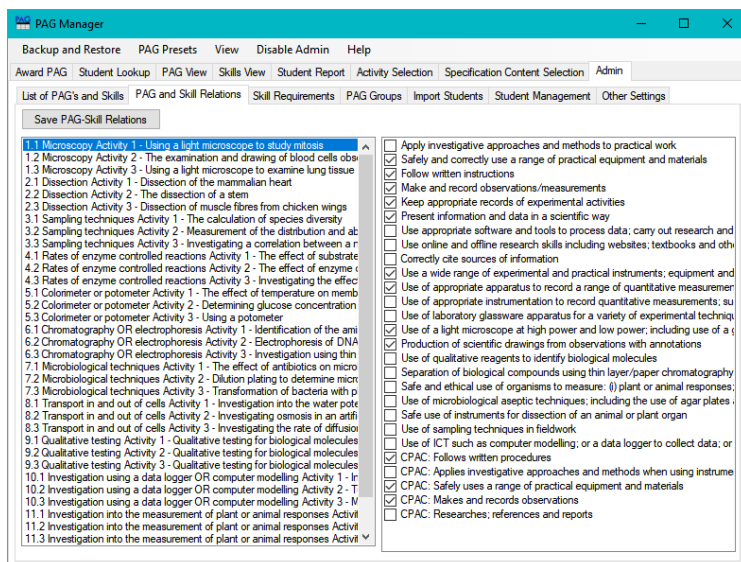 PAG Manager
Backup and Restore PAG Presets View Disable Admin Help
Award PAG Student Lookup PAG View Skills View Student Report Activity Selection Specification Content Selection Admin
List of PAG's and Skills PAG and Skill Relations Skill Requirements PAG Groups Import Students Student Management Other Settings
Save PAG-Skill Relations
1.1 Microscopy Activity 1 - Using a light microscope to study mitosis
1.2 Microscopy Activity 2 - The examination and drawing of blood cells obse
1.3 Microscopy Activity 3 - Using a light microscope to examine lung tissue
2.1 Dissection Activity 1 - Dissection of the mammalian heart
2.2 Dissection Activity 2 - The dissection of a stem
2.3 Dissection Activity 3 - Dissection of muscle fibres from chicken wings
3.1 Sampling techniques Activity 1 - The calculation of species diversity
3.2 Sampling techniques Activity 2 - Measurement of the distribution and ab
3.3 Sampling techniques Activity 3 - Investigating a correlation between a r
4.1 Rates of enzyme controlled reactions Activity 1 - The effect of substrate
4.2 Rates of enzyme controlled reactions Activity 2 - The effect of enzyme c
4.3 Rates of enzyme controlled reactions Activity 3 - Investigating the effec
5.1 Colorimeter or potometer Activity 1 - The effect of temperature on memb
5.2 Colorimeter or potometer Activity 2 - Determining glucose concentration
5.3 Colorimeter or potometer Activity 3 - Using a potometer
6.1 Chromatography OR electrophoresis Activity 1 - Identification of the ami
6.2 Chromatography OR electrophoresis Activity 2 - Electrophoresis of DNA
6.3 Chromatography OR electrophoresis Activity 3 - Investigation using thin
7.1 Microbiological techniques Activity 1 - The effect of antibiotics on micro
7.2 Microbiological techniques Activity 2 - Dilution plating to determine micro
7.3 Microbiological techniques Activity 3 - Transformation of bacteria with p
8.1 Transport in and out of cells Activity 1 - Investigation into the water pote
8.2 Transport in and out of cells Activity 2 - Investigating osmosis in an artifi
8.3 Transport in and out of cells Activity 3 - Investigating the rate of diffusion
9.1 Qualitative testing Activity 1 - Qualitative testing for biological molecules
9.2 Qualitative testing Activity 2 - Qualitative testing for biological molecules
9.3 Qualitative testing Activity 3 - Qualitative testing for biological molecules
10.1 Investigation using a data logger OR computer modelling Activity 1 - Ir
10.2 Investigation using a data logger OR computer modelling Activity 2 - T
10.3 Investigation using a data logger OR computer modelling Activity 3 - M
11.1 Investigation into the measurement of plant or animal responses Activit
11.2 Investigation into the measurement of plant or animal responses Activit
11.3 Investigation into the measurement of plant or animal responses Activit
Apply investigative approaches and methods to practical work
Safely and correctly use a range of practical equipment and materials
Follow written instructions
Make and record observations/measurements
Keep appropriate records of experimental activities
Present information and data in a scientific way
Use appropriate software and tools to process data; carry out research and
Use online and offline research skills including websites; textbooks and oth
Correctly cite sources of information
Use a wide range of experimental and practical instruments; equipment and
Use of appropriate apparatus to record a range of quantitative measuremen
Use of appropriate instrumentation to record quantitative measurements; su
Use of laboratory glassware apparatus for a variety of experimental techniqu
Use of a light microscope at high power and low power; including use of a g
Production of scientific drawings from observations with annotations
Use of qualitative reagents to identify biological molecules
Separation of biological compounds using thin layer/paper chromatography
Safe and ethical use of organisms to measure: (i) plant or animal responses;
Use of microbiological aseptic techniques; including the use of agar plates
Safe use of instruments for dissection of an animal or plant organ
Use of sampling techniques in fieldwork
Use of ICT such as computer modelling; or a data logger to collect data; or
CPAC: Follows written procedures
CPAC: Applies investigative approaches and methods when using instrume
CPAC: Safely uses a range of practical equipment and materials
CPAC: Makes and records observations
CPAC: Researches; references and reports